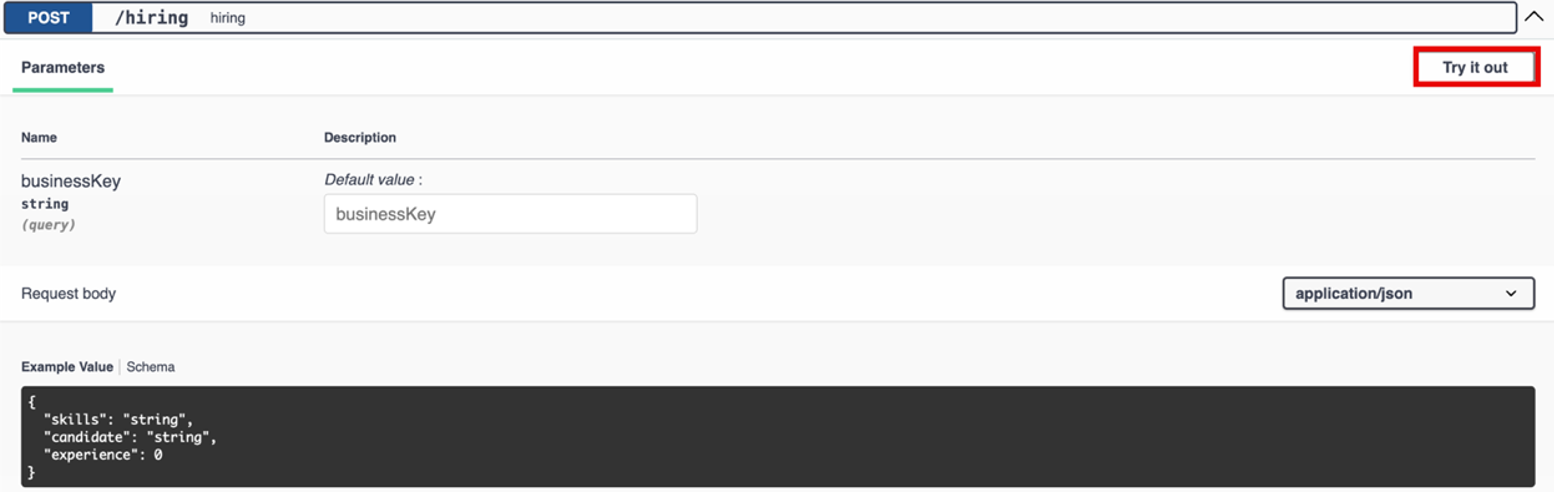 POST /hiring hiring
Parameters Try it out
Name Description
businessKey Default value :
string businessKey
(query)
Request body application/json
Example Value | Schema
{
  "skills": "string",
  "candidate": "string",
  "experience": 0
}